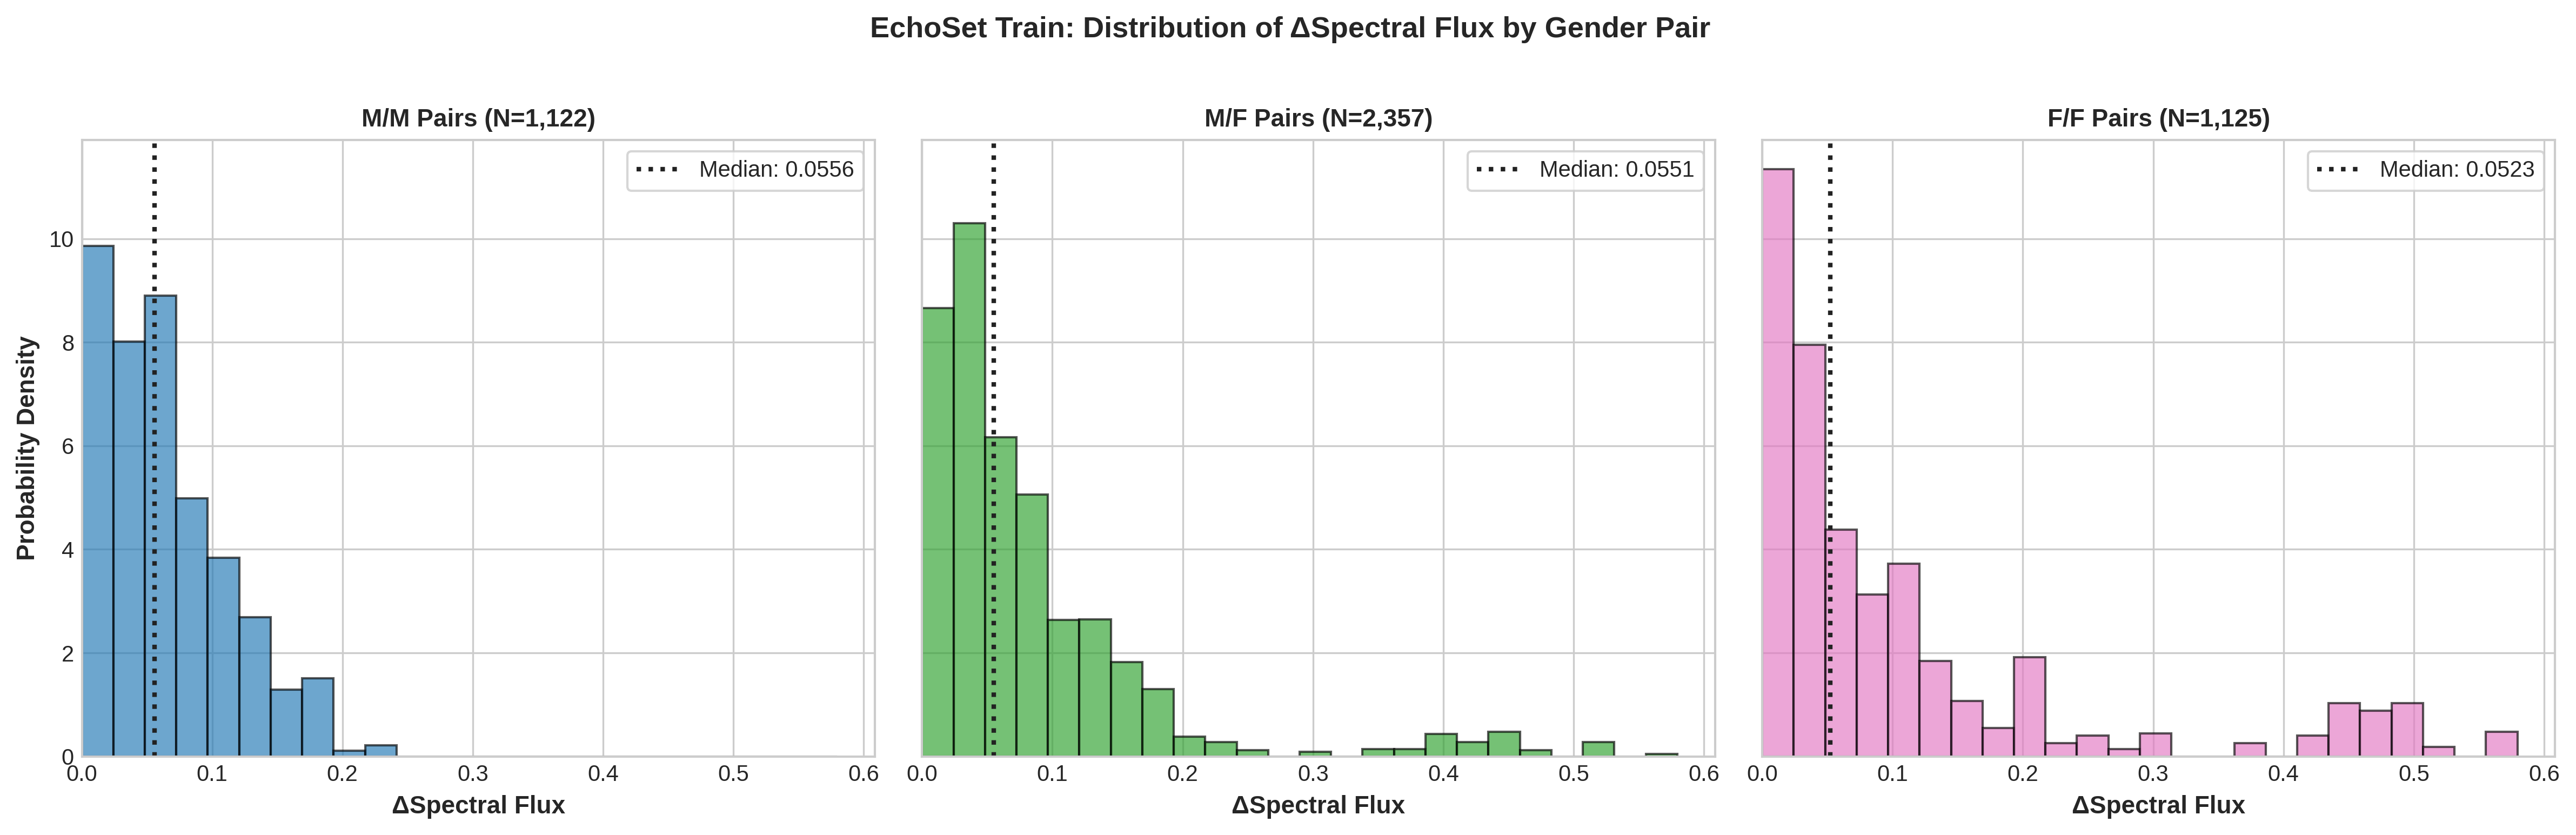 EchoSet Train: Distribution of ΔSpectral Flux by Gender Pair
M/M Pairs (N=1,122)
Median: 0.0556
Probability Density
10
8
6
4
2
0
0.0 0.1 0.2 0.3 0.4 0.5 0.6
ΔSpectral Flux
M/F Pairs (N=2,357)
Median: 0.0551
0.0 0.1 0.2 0.3 0.4 0.5 0.6
ΔSpectral Flux
F/F Pairs (N=1,125)
Median: 0.0523
0.0 0.1 0.2 0.3 0.4 0.5 0.6
ΔSpectral Flux